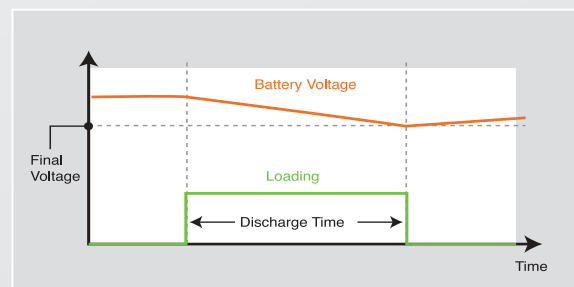 Battery Voltage
Final
Voltage
Loading
Discharge Time
Time